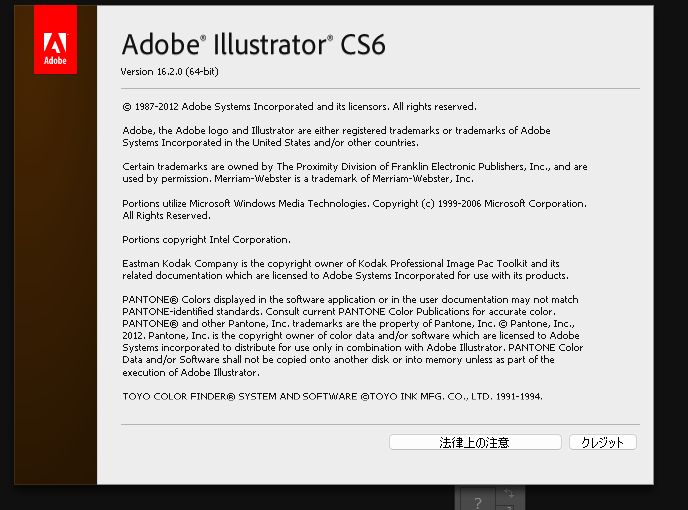 Adobe
Adobe® Illustrator® CS6
Version 16.2.0 (64-bit)
© 1987-2012 Adobe Systems Incorporated and its licensors. All rights reserved.
Adobe, the Adobe logo and Illustrator are either registered trademarks or trademarks of Adobe
Systems Incorporated in the United States and/or other countries.
Certain trademarks are owned by The Proximity Division of Franklin Electronic Publishers, Inc., and are
used by permission. Merriam-Webster is a trademark of Merriam-Webster, Inc.
Portions utilize Microsoft Windows Media Technologies. Copyright (c) 1999-2006 Microsoft Corporation.
All Rights Reserved.
Portions copyright Intel Corporation.
Eastman Kodak Company is the copyright owner of Kodak Professional Image Pac Toolkit and its
related documentation which are licensed to Adobe Systems Incorporated for use with its products.
PANTONE® Colors displayed in the software application or in the user documentation may not match
PANTONE-identified standards. Consult current PANTONE Color Publications for accurate color.
PANTONE® and other Pantone, Inc. trademarks are the property of Pantone, Inc. © Pantone, Inc.,
2012. Pantone, Inc. is the copyright owner of color data and/or software which are licensed to Adobe
Systems incorporated to distribute for use only in combination with Adobe Illustrator. PANTONE Color
Data and/or Software shall not be copied onto another disk or into memory unless as part of the
execution of Adobe Illustrator.
TOYO COLOR FINDER® SYSTEM AND SOFTWARE @TOYO INK MFG. CO., LTD. 1991-1994.
法律上の注意
クレジット
?